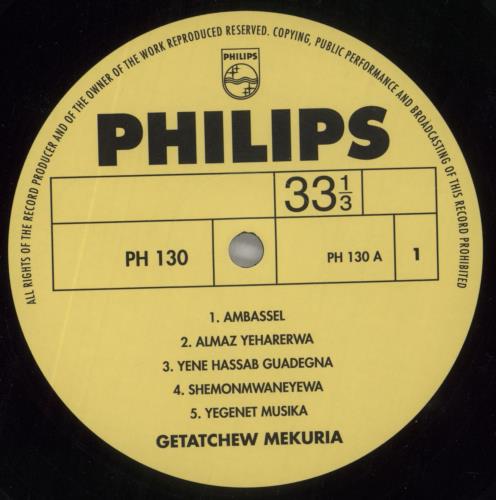 ALL RIGHTS OF THE RECORD PRODUCER AND OF THE OWNER OF THE WORK REPRODUCED RESERVED. COPYING, PUBLIC PERFORMANCE AND BROADCASTING OF THIS RECORD PROHIBITED
PHILIPS
PHILIPS
33 1/3
PH 130
PH 130 A
1
1. AMBASSEL
2. ALMAZ YEHARERWA
3. YENE HASSAB GUADEGNA
4. SHEMONMWANEYEWA
5. YEGENET MUSIKA
GETATCHEW MEKURIA